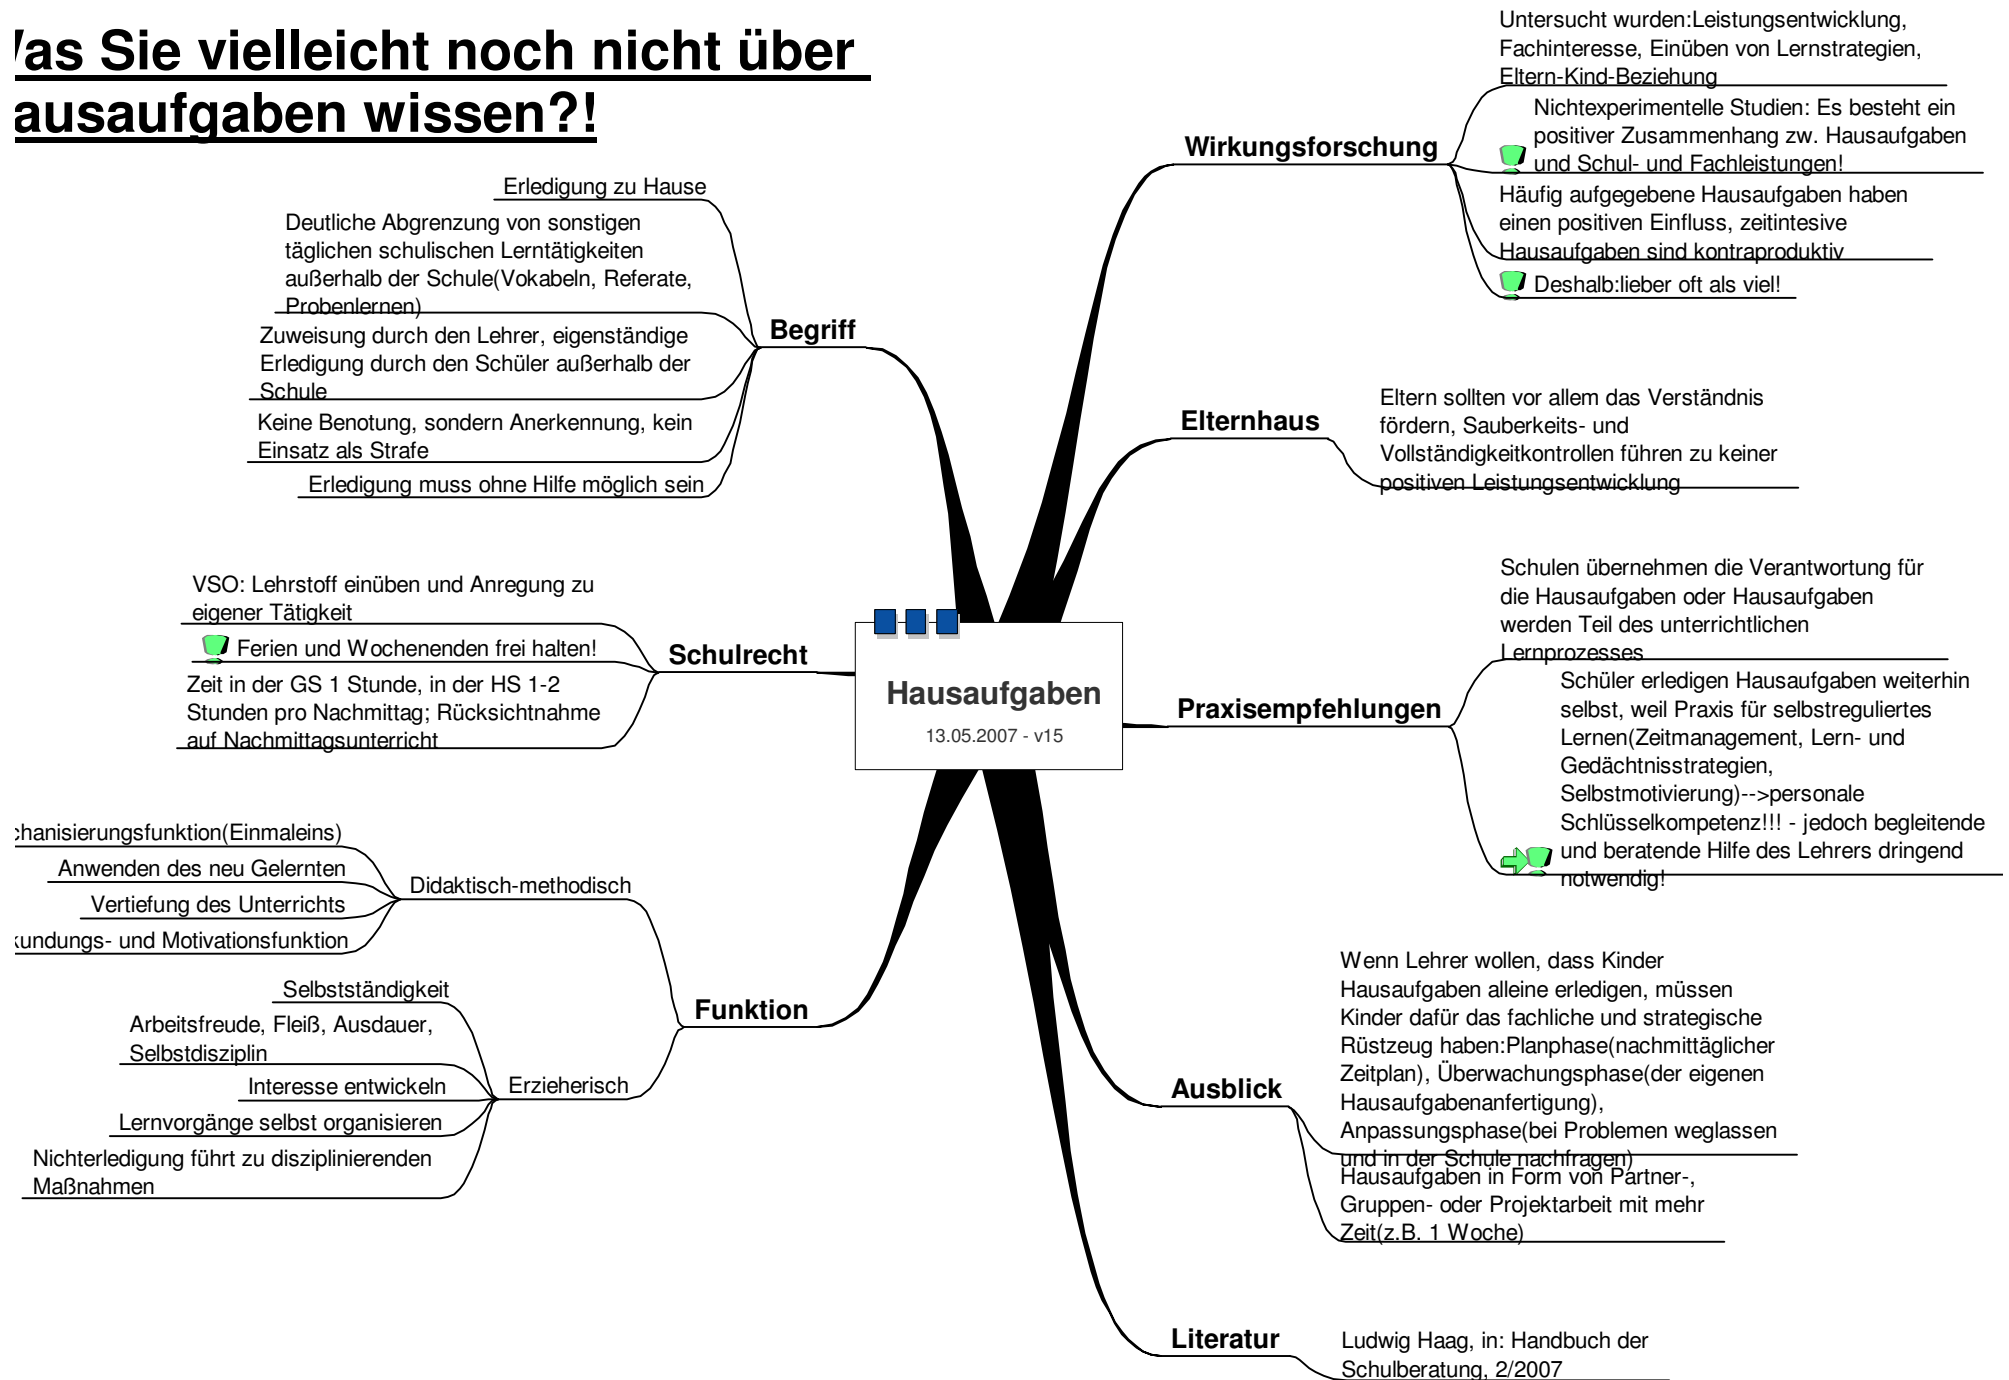 Was Sie vielleicht noch nicht über
ausaufgaben wissen?!
Erledigung zu Hause
Deutliche Abgrenzung von sonstigen
täglichen schulischen Lerntätigkeiten
außerhalb der Schule(Vokabeln, Referate,
Probenlernen)
Zuweisung durch den Lehrer, eigenständige
Erledigung durch den Schüler außerhalb der
Schule
Keine Benotung, sondern Anerkennung, kein
Einsatz als Strafe
Erledigung muss ohne Hilfe möglich sein
Begriff
VSO: Lehrstoff einüben und Anregung zu
eigener Tätigkeit
Ferien und Wochenenden frei halten!
Zeit in der GS 1 Stunde, in der HS 1-2
Stunden pro Nachmittag; Rücksichtnahme
auf Nachmittagsunterricht
Schulrecht
chanisierungsfunktion(Einmaleins)
Anwenden des neu Gelernten
Vertiefung des Unterrichts
kundungs- und Motivationsfunktion
Didaktisch-methodisch
Selbstständigkeit
Arbeitsfreude, Fleiß, Ausdauer,
Selbstdisziplin
Interesse entwickeln
Lernvorgänge selbst organisieren
Nichterledigung führt zu disziplinierenden
Maßnahmen
Erzieherisch
Funktion
Hausaufgaben
13.05.2007 - v15
Wirkungsforschung
Untersucht wurden:Leistungsentwicklung,
Fachinteresse, Einüben von Lernstrategien,
Eltern-Kind-Beziehung
Nichtexperimentelle Studien: Es besteht ein
positiver Zusammenhang zw. Hausaufgaben
und Schul- und Fachleistungen!
Häufig aufgegebene Hausaufgaben haben
einen positiven Einfluss, zeitintesive
Hausaufgaben sind kontraproduktiv
Deshalb:lieber oft als viel!
Elternhaus
Eltern sollten vor allem das Verständnis
fördern, Sauberkeits- und
Vollständigkeitkontrollen führen zu keiner
positiven Leistungsentwicklung
Praxisempfehlungen
Schulen übernehmen die Verantwortung für
die Hausaufgaben oder Hausaufgaben
werden Teil des unterrichtlichen
Lernprozesses
Schüler erledigen Hausaufgaben weiterhin
selbst, weil Praxis für selbstreguliertes
Lernen(Zeitmanagement, Lern- und
Gedächtnisstrategien,
Selbstmotivierung)-->personale
Schlüsselkompetenz!!! - jedoch begleitende
und beratende Hilfe des Lehrers dringend
notwendig!
Ausblick
Wenn Lehrer wollen, dass Kinder
Hausaufgaben alleine erledigen, müssen
Kinder dafür das fachliche und strategische
Rüstzeug haben:Planphase(nachmittäglicher
Zeitplan), Überwachungsphase(der eigenen
Hausaufgabenanfertigung),
Anpassungsphase(bei Problemen weglassen
und in der Schule nachfragen)
Hausaufgaben in Form von Partner-,
Gruppen- oder Projektarbeit mit mehr
Zeit(z.B. 1 Woche)
Literatur
Ludwig Haag, in: Handbuch der
Schulberatung, 2/2007